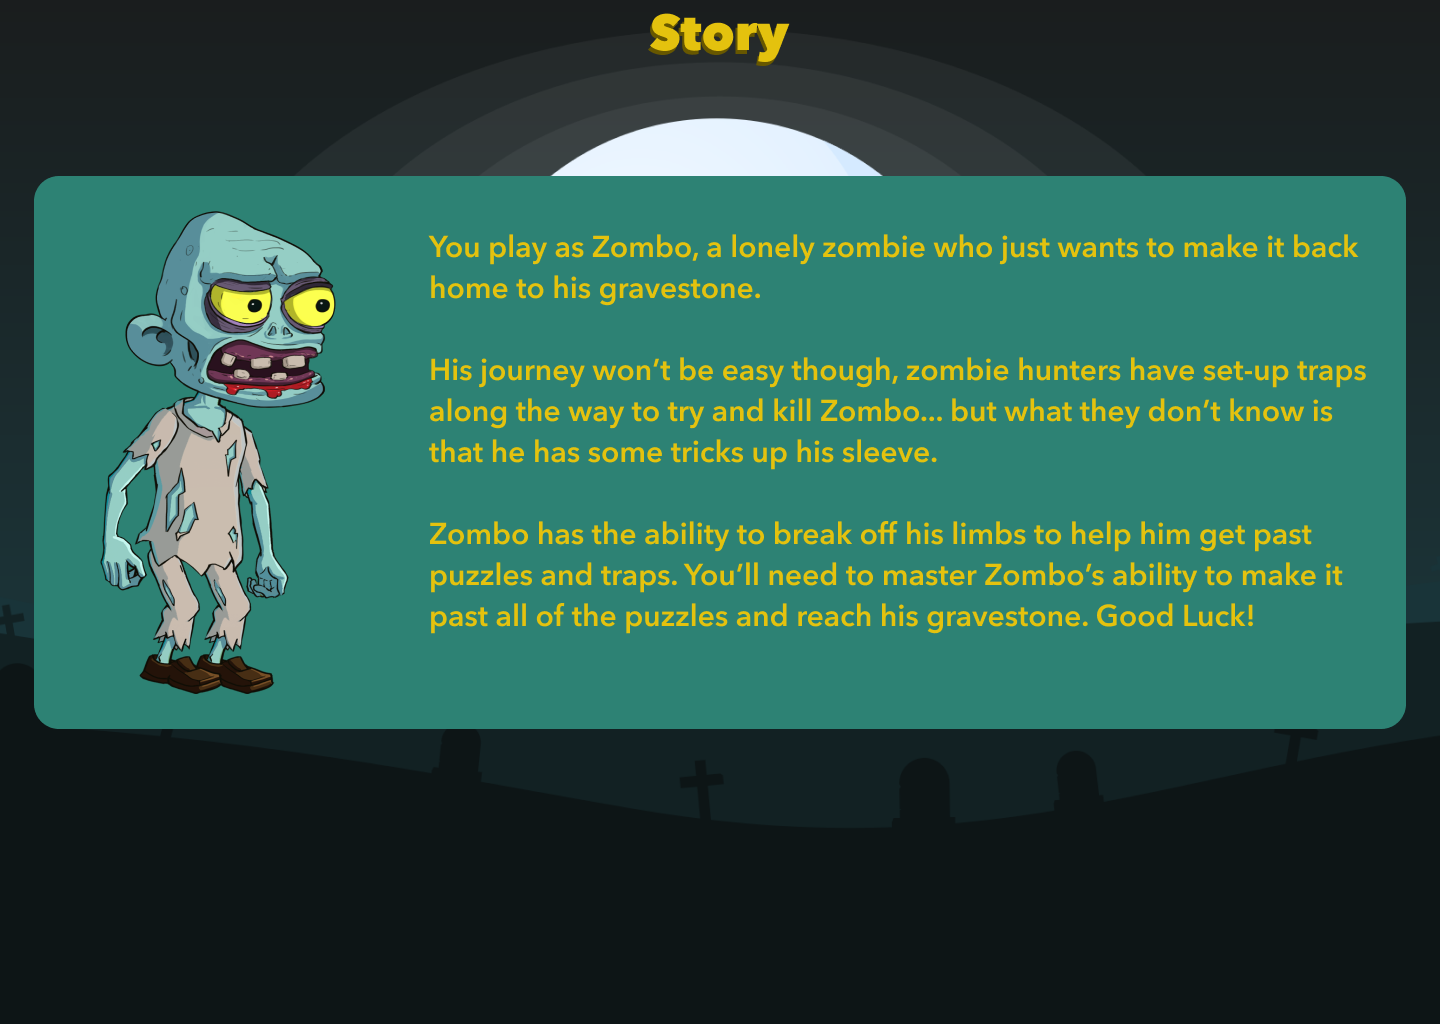 Story
You play as Zombo, a lonely zombie who just wants to make it back
home to his gravestone.
His journey won’t be easy though, zombie hunters have set-up traps
along the way to try and kill Zombo... but what they don’t know is
that he has some tricks up his sleeve.
Zombo has the ability to break off his limbs to help him get past
puzzles and traps. You’ll need to master Zombo’s ability to make it
past all of the puzzles and reach his gravestone. Good Luck!